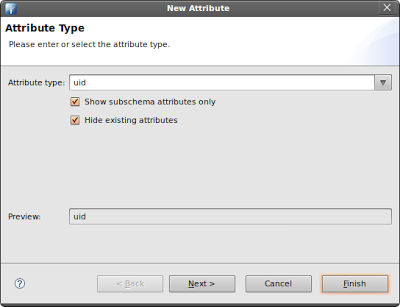 New Attribute
Attribute Type
Please enter or select the attribute type.
Attribute type: uid
Show subschema attributes only
Hide existing attributes
Preview: uid
? < Back Next > Cancel Finish